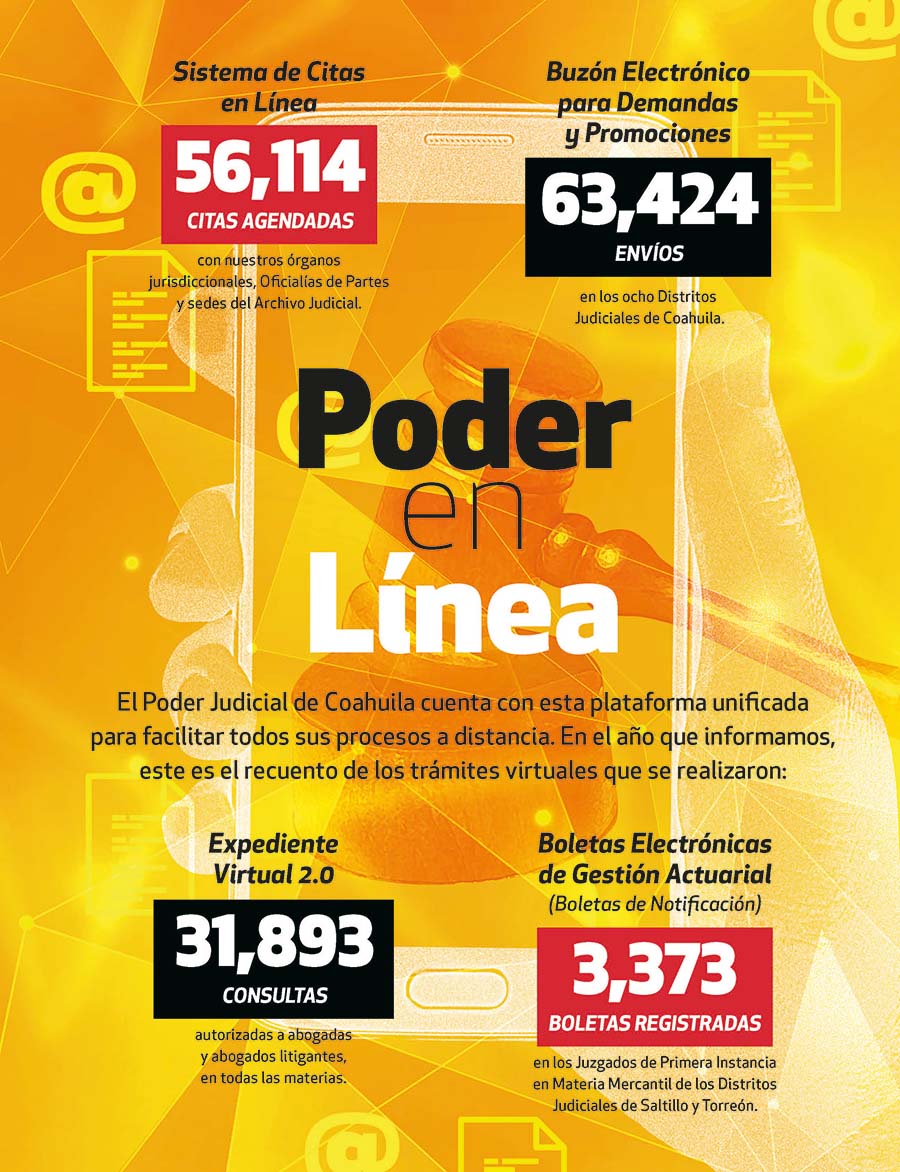 Sistema de Citas
en Línea
56,114
CITAS AGENDADAS
con nuestros órganos
jurisdiccionales, Oficialías de Partes
y sedes del Archivo Judicial.
Buzón Electrónico
para Demandas
y Promociones
63,424
ENVÍOS
en los ocho Distritos
Judiciales de Coahuila.
Poder
en
Línea
El Poder Judicial de Coahuila cuenta con esta plataforma unificada
para facilitar todos sus procesos a distancia. En el año que informamos,
este es el recuento de los trámites virtuales que se realizaron:
Expediente
Virtual 2.0
31,893
CONSULTAS
autorizadas a abogadas
y abogados litigantes,
en todas las materias.
Boletas Electrónicas
de Gestión Actuarial
(Boletas de Notificación)
3,373
BOLETAS REGISTRADAS
en los Juzgados de Primera Instancia
en Materia Mercantil de los Distritos
Judiciales de Saltillo y Torreón.